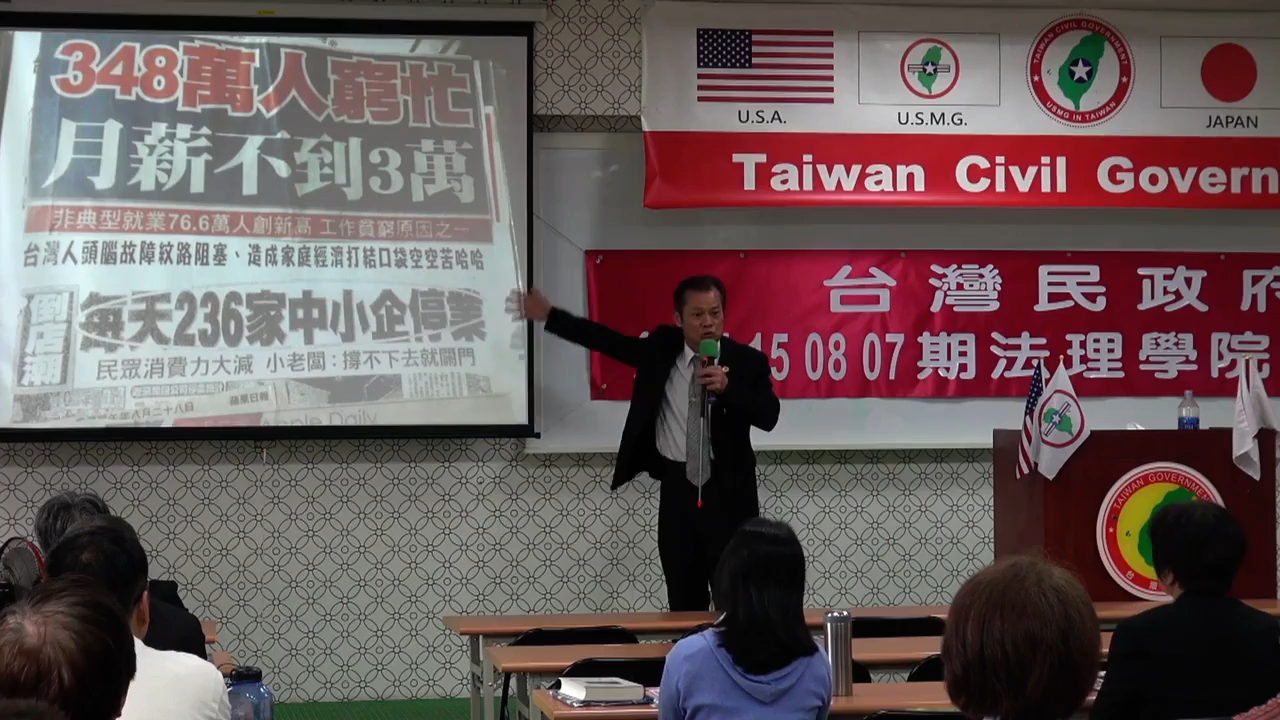 348萬人窮忙
月薪不到3萬
非典型就業76.6萬人創新高 工作貧窮原因之一
台灣人頭腦故障紋路阻塞、造成家庭經濟打結口袋空空苦哈哈
倒店潮
每天236家中小企停業
民眾消費力大減 小老闆:撐不下去就關門
蘋果日報
Apple Daily
U.S.A.
U.S.M.G.
TAIWAN CIVIL GOVERNMENT
USMG IN TAIWAN
JAPAN
Taiwan Civil Govern
台灣民政府
15 08 07期法理學院
TAIWAN GOVERNMENT